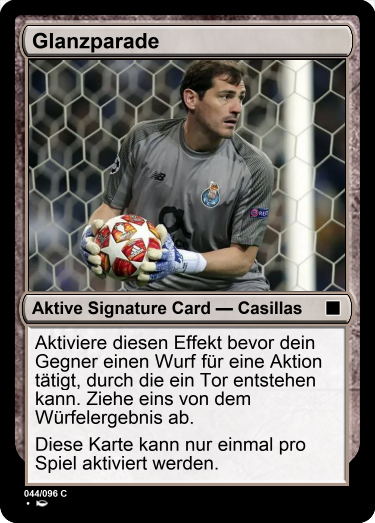 Glanzparade
Aktive Signature Card — Casillas
Aktiviere diesen Effekt bevor dein
Gegner einen Wurf für eine Aktion
tätigt, durch die ein Tor entstehen
kann. Ziehe eins von dem
Würfelergebnis ab.
Diese Karte kann nur einmal pro
Spiel aktiviert werden.
044/096 C